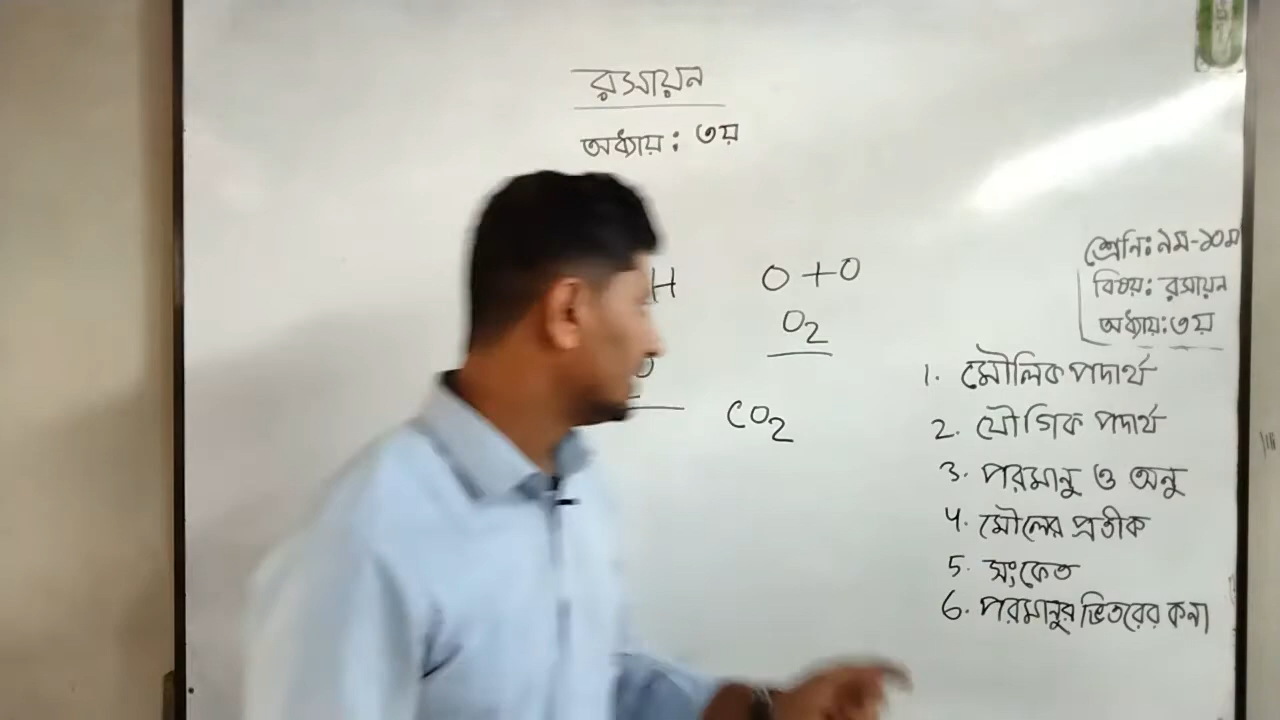 রসায়ন
অধ্যায় : ৩য়
H O + O
O2
CO2
শ্রেনি: ৯ম-১০ম
বিষয়: রসায়ন
অধ্যায়: ৩য়
1. মৌলিক পদার্থ
2. যৌগিক পদার্থ
3. পরমানু ও অনু
4. মৌলের প্রতীক
5. সংকেত
6. পরমানুর ভিতরের কনা